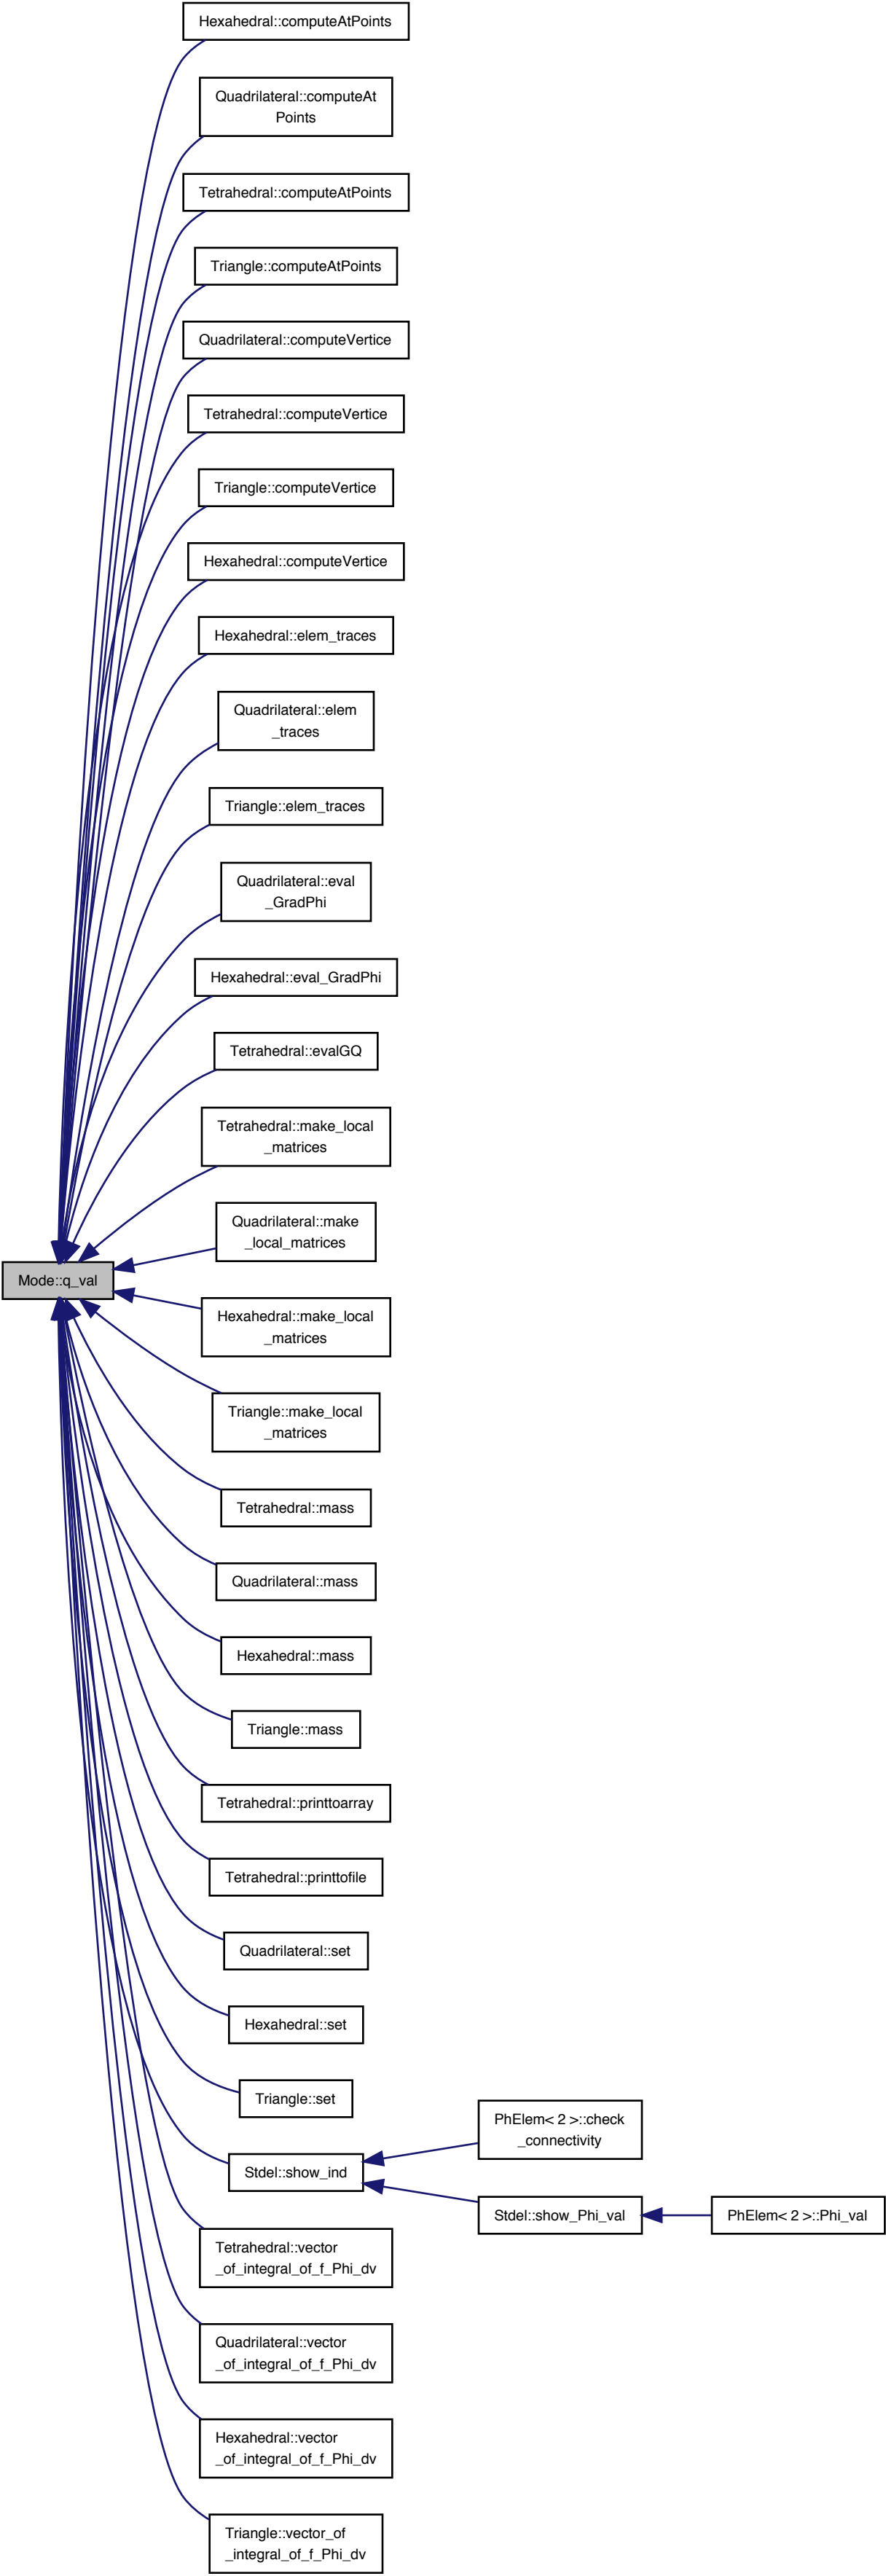 Hexahedral::computeAtPoints
Quadrilateral::computeAt
Points
Tetrahedral::computeAtPoints
Triangle::computeAtPoints
Quadrilateral::computeVertice
Tetrahedral::computeVertice
Triangle::computeVertice
Hexahedral::computeVertice
Hexahedral::elem_traces
Quadrilateral::elem
_traces
Triangle::elem_traces
Quadrilateral::eval
_GradPhi
Hexahedral::eval_GradPhi
Tetrahedral::evalGQ
Tetrahedral::make_local
_matrices
Quadrilateral::make
_local_matrices
Mode::q_val
Hexahedral::make_local
_matrices
Triangle::make_local
_matrices
Tetrahedral::mass
Quadrilateral::mass
Hexahedral::mass
Triangle::mass
Tetrahedral::printtoarray
Tetrahedral::printtofile
Quadrilateral::set
Hexahedral::set
Triangle::set
PhElem< 2 >::check
_connectivity
Stdel::show_ind
Stdel::show_Phi_val
PhElem< 2 >::Phi_val
Tetrahedral::vector
_of_integral_of_f_Phi_dv
Quadrilateral::vector
_of_integral_of_f_Phi_dv
Hexahedral::vector
_of_integral_of_f_Phi_dv
Triangle::vector_of
_integral_of_f_Phi_dv